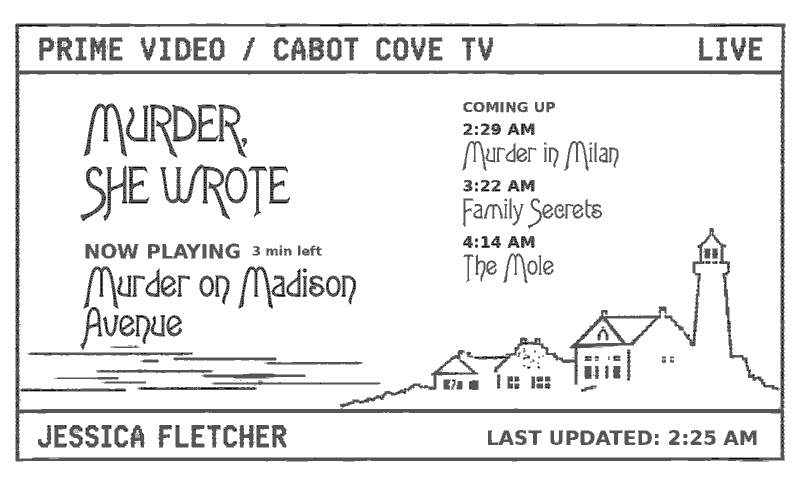 PRIME VIDEO / CABOT COVE TV
LIVE
MURDER,
SHE WROTE
NOW PLAYING 3 min left
Murder on Madison
Avenue
COMING UP
2:29 AM
Murder in Milan
3:22 AM
Family Secrets
4:14 AM
The Mole
JESSICA FLETCHER
LAST UPDATED: 2:25 AM